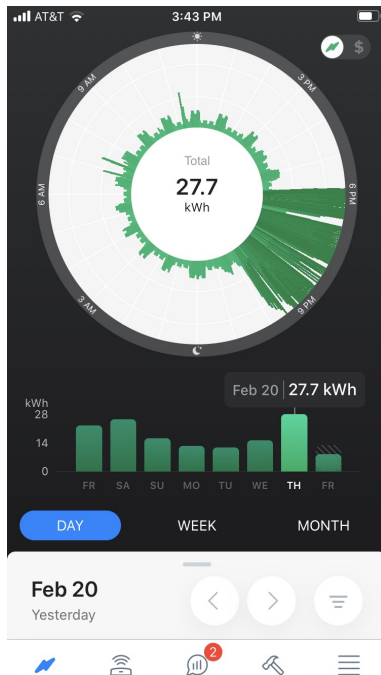 AT&T
3:43 PM
$
9 AM
3 PM
6 AM
6 PM
3 AM
9 PM
Total
27.7
kWh
Feb 20 | 27.7 kWh
kWh
28
14
0
FR SA SU MO TU WE TH FR
DAY WEEK MONTH
Feb 20
Yesterday
2